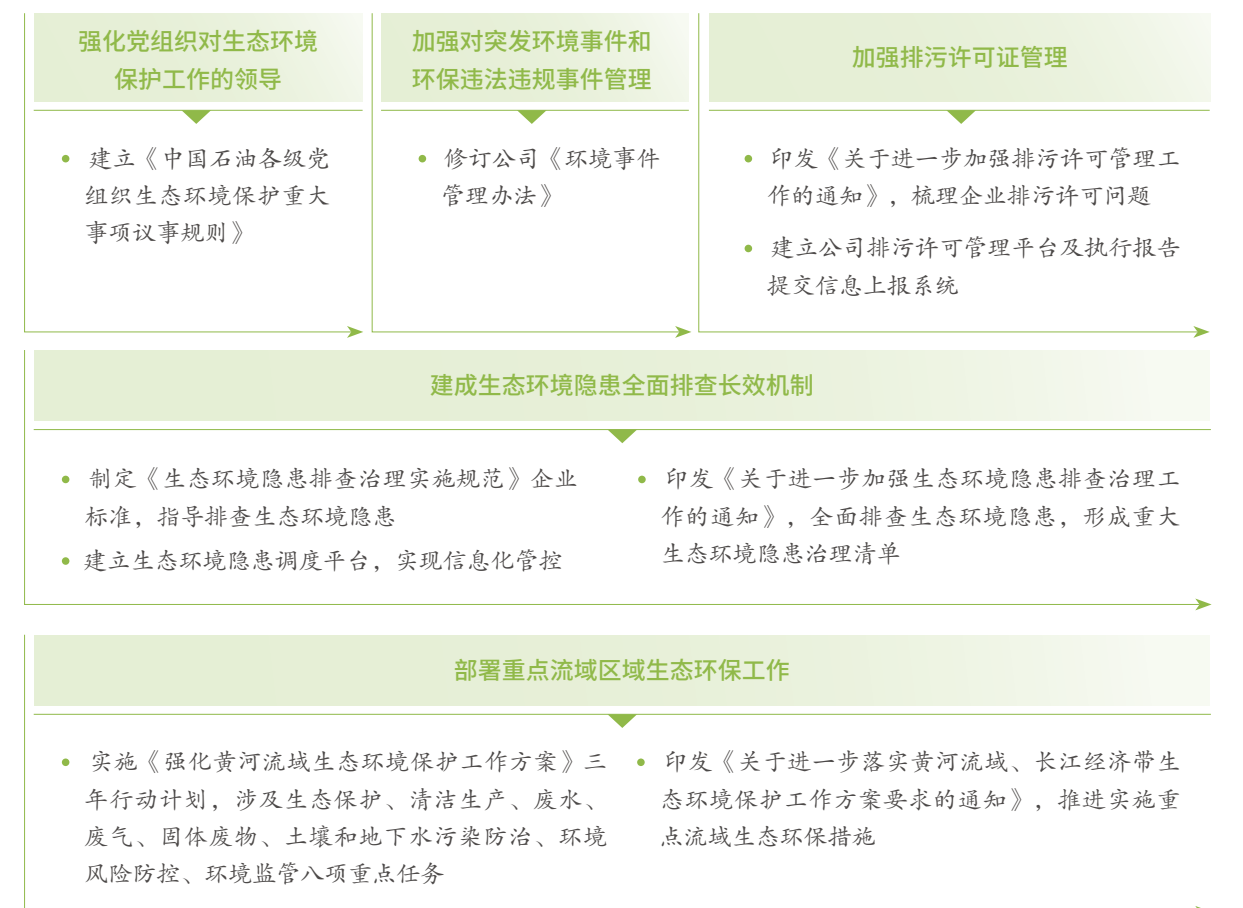 强化党组织对生态环境
保护工作的领导
• 建立《中国石油各级党
组织生态环境保护重大
事项议事规则》
加强对突发环境事件和
环保违法违规事件管理
• 修订公司《环境事件
管理办法》
加强排污许可证管理
• 印发《关于进一步加强排污许可管理工
作的通知》，梳理企业排污许可问题
• 建立公司排污许可管理平台及执行报告
提交信息上报系统
建成生态环境隐患全面排查长效机制
• 制定《生态环境隐患排查治理实施规范》企业
标准，指导排查生态环境隐患
• 建立生态环境隐患调度平台，实现信息化管控
• 印发《关于进一步加强生态环境隐患排查治理工
作的通知》，全面排查生态环境隐患，形成重大
生态环境隐患治理清单
部署重点流域区域生态环保工作
• 实施《强化黄河流域生态环境保护工作方案》三
年行动计划，涉及生态保护、清洁生产、废水、
废气、固体废物、土壤和地下水污染防治、环境
风险防控、环境监管八项重点任务
• 印发《关于进一步落实黄河流域、长江经济带生
态环境保护工作方案要求的通知》，推进实施重
点流域生态环保措施